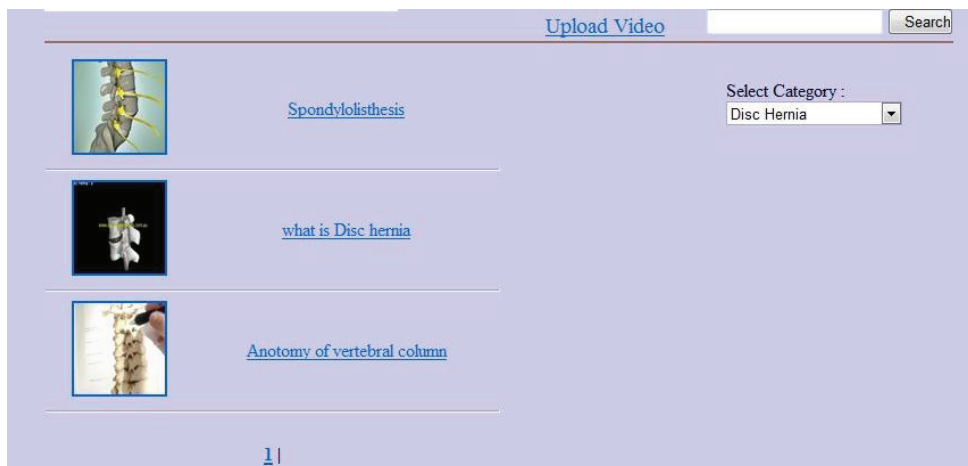 Upload Video
Search
Select Category :
Disc Hernia
Spondylolisthesis
what is Disc hernia
Anotomy of vertebral column
1 |